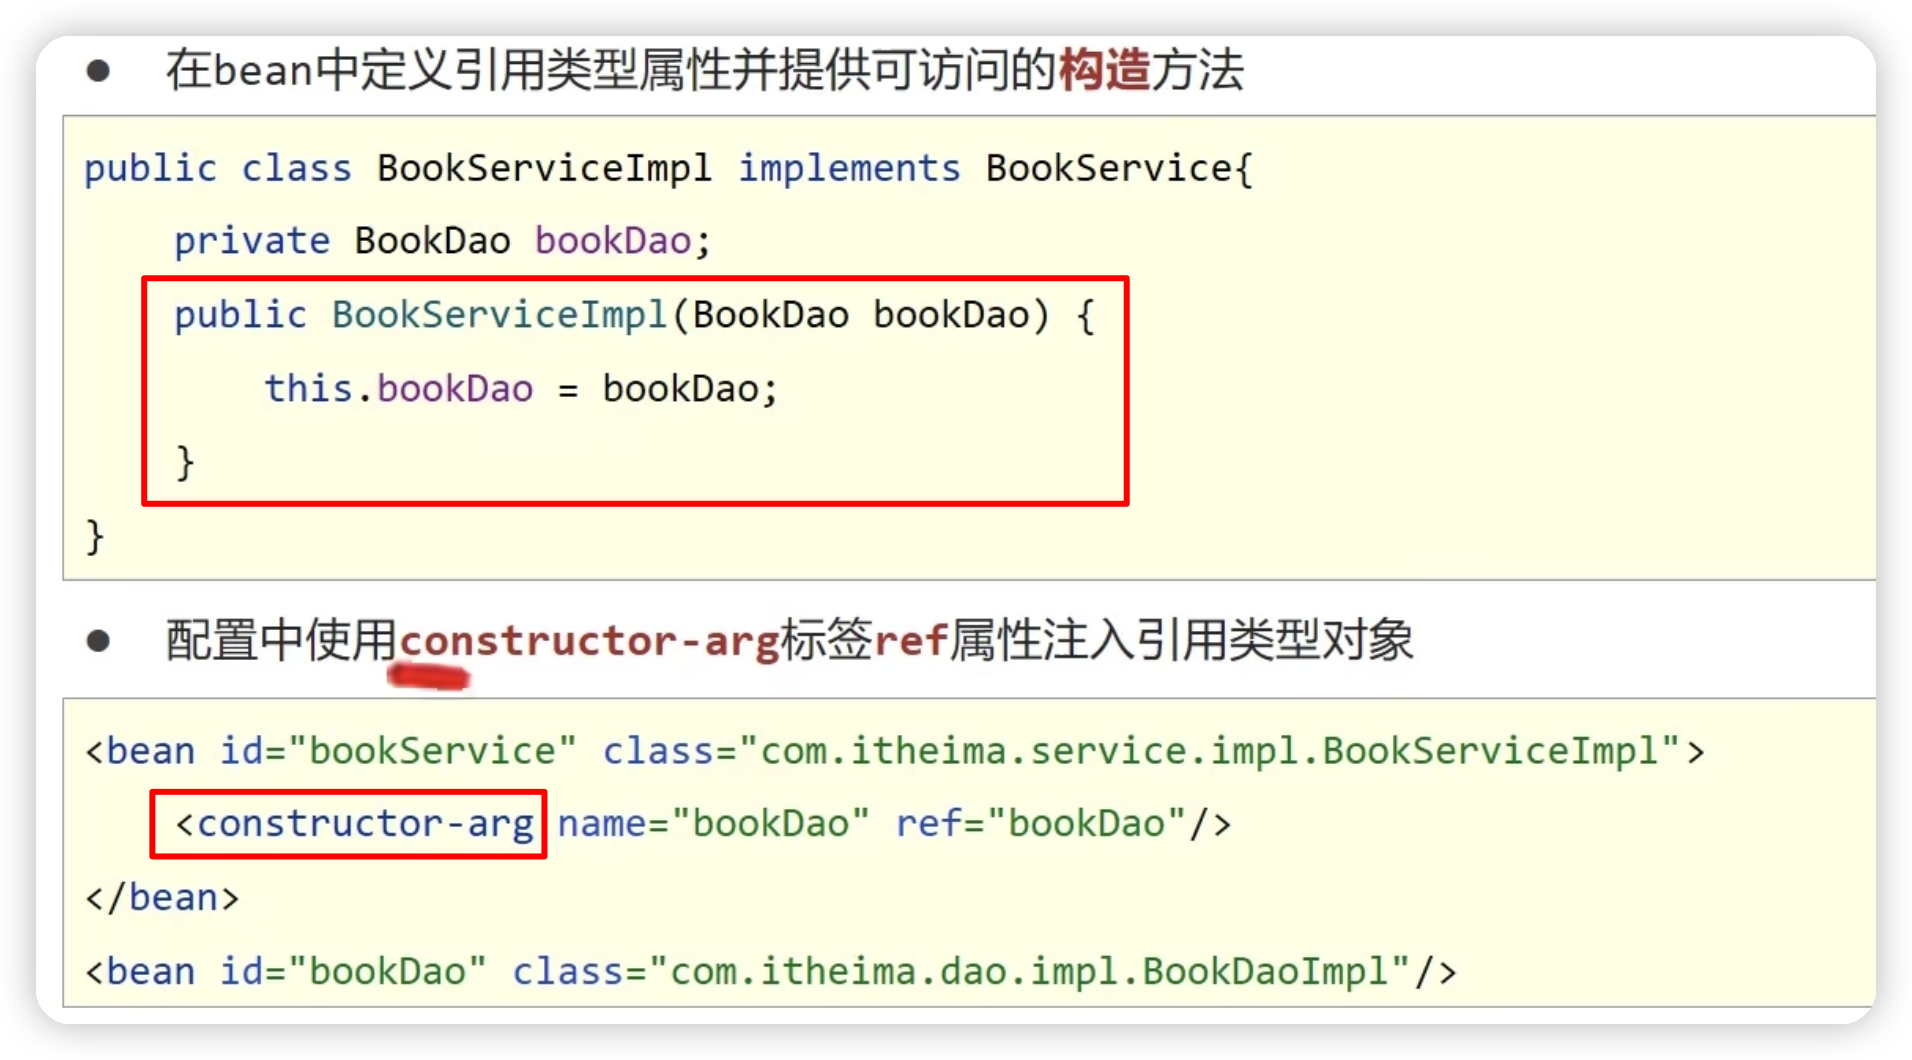 ● 在bean中定义引用类型属性并提供可访问的构造方法
public class BookServiceImpl implements BookService{
    private BookDao bookDao;
    public BookServiceImpl(BookDao bookDao) {
        this.bookDao = bookDao;
    }
}
● 配置中使用constructor-arg标签ref属性注入引用类型对象
<bean id="bookService" class="com.itheima.service.impl.BookServiceImpl">
    <constructor-arg name="bookDao" ref="bookDao"/>
</bean>
<bean id="bookDao" class="com.itheima.dao.impl.BookDaoImpl"/>